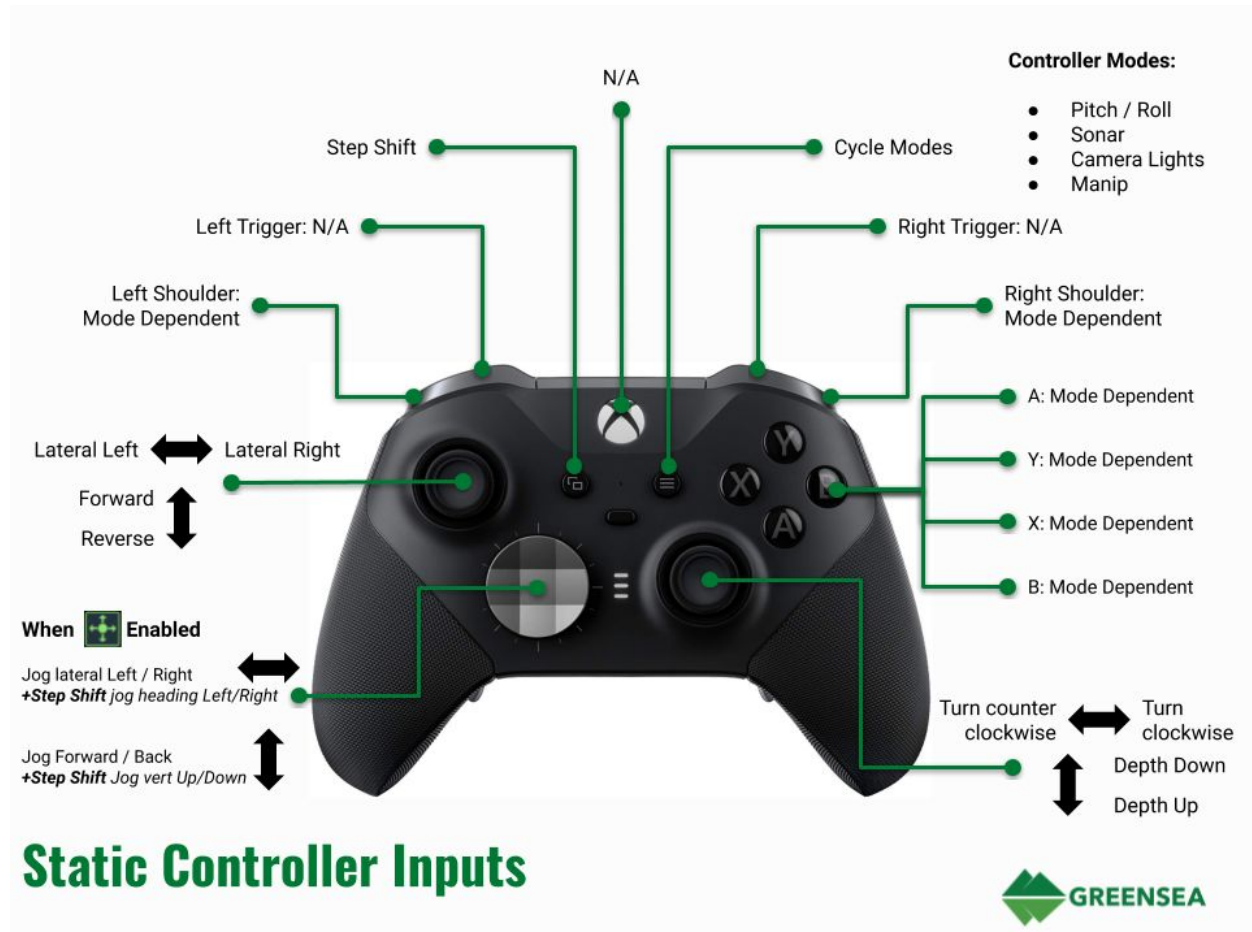 N/A
Step Shift
Cycle Modes
Controller Modes:
● Pitch / Roll
● Sonar
● Camera Lights
● Manip
Left Trigger: N/A
Right Trigger: N/A
Left Shoulder:
Mode Dependent
Right Shoulder:
Mode Dependent
Y
X
B
A
A: Mode Dependent
Y: Mode Dependent
X: Mode Dependent
B: Mode Dependent
Lateral Left
Lateral Right
Forward
Reverse
When Enabled
Jog lateral Left / Right
+Step Shift jog heading Left/Right
Jog Forward / Back
+Step Shift Jog vert Up/Down
Turn counter
clockwise
Turn
clockwise
Depth Down
Depth Up
Static Controller Inputs
GREENSEA